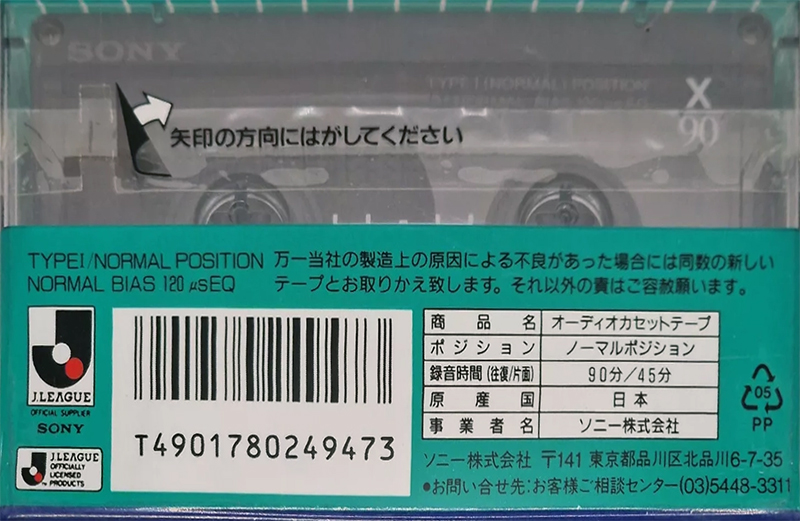 SONY
TYPE I (NORMAL) POSITION
X
90
矢印の方向にはがしてください
TYPEI/NORMAL POSITION
NORMAL BIAS 120 μsEQ
万一当社の製造上の原因による不良があった場合には同数の新しい
テープとお取りかえ致します。それ以外の責はご容赦願います。
J.LEAGUE
OFFICIAL SUPPLIER
SONY
J.LEAGUE
OFFICIALLY
LICENSED
PRODUCTS
T4901780249473
商品名 オーディオカセットテープ
ポジション ノーマルポジション
録音時間(往復/片面) 90分/45分
原産国 日本
事業者名 ソニー株式会社
05
PP
ソニー株式会社 〒141 東京都品川区北品川6-7-35
●お問い合せ先:お客様ご相談センター(03)5448-3311